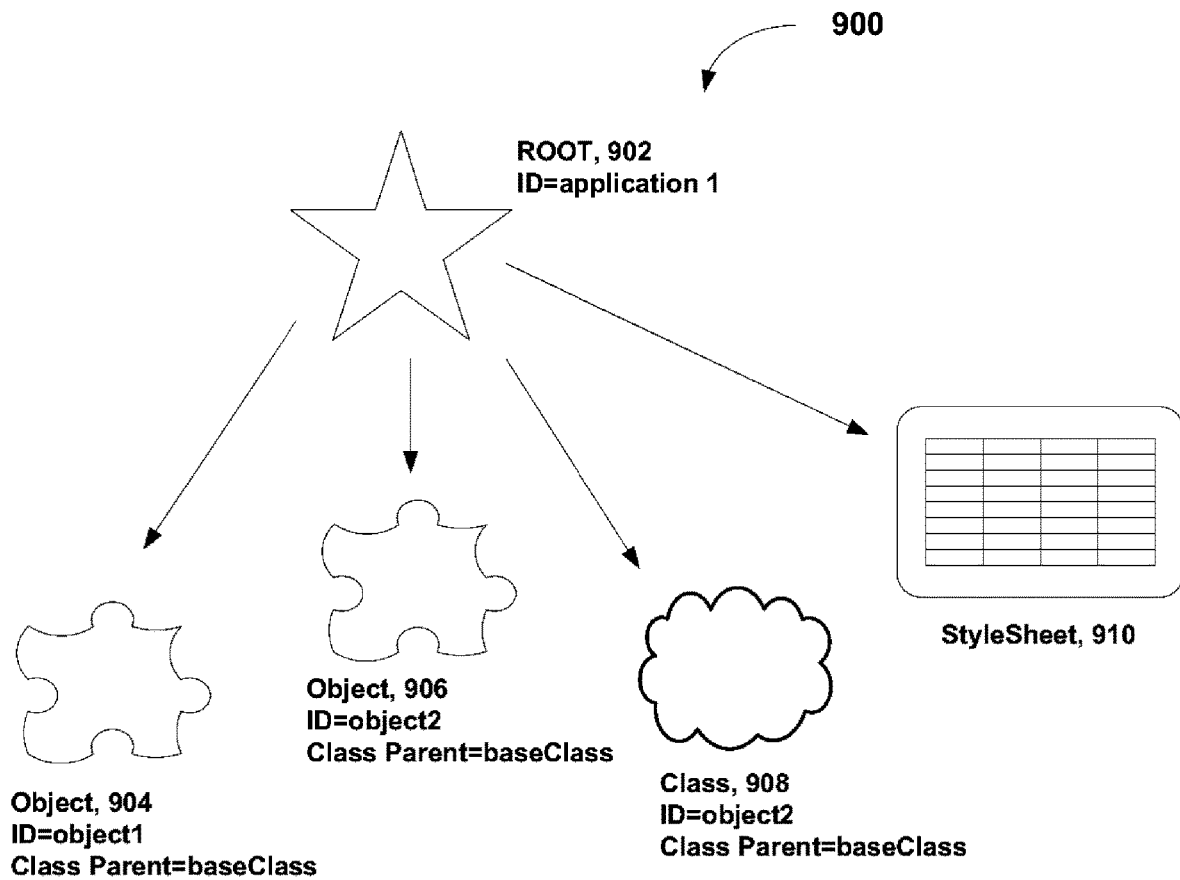 900
ROOT, 902
ID=application 1
StyleSheet, 910
Object, 906
ID=object2
Class Parent=baseClass
Class, 908
ID=object2
Class Parent=baseClass
Object, 904
ID=object1
Class Parent=baseClass